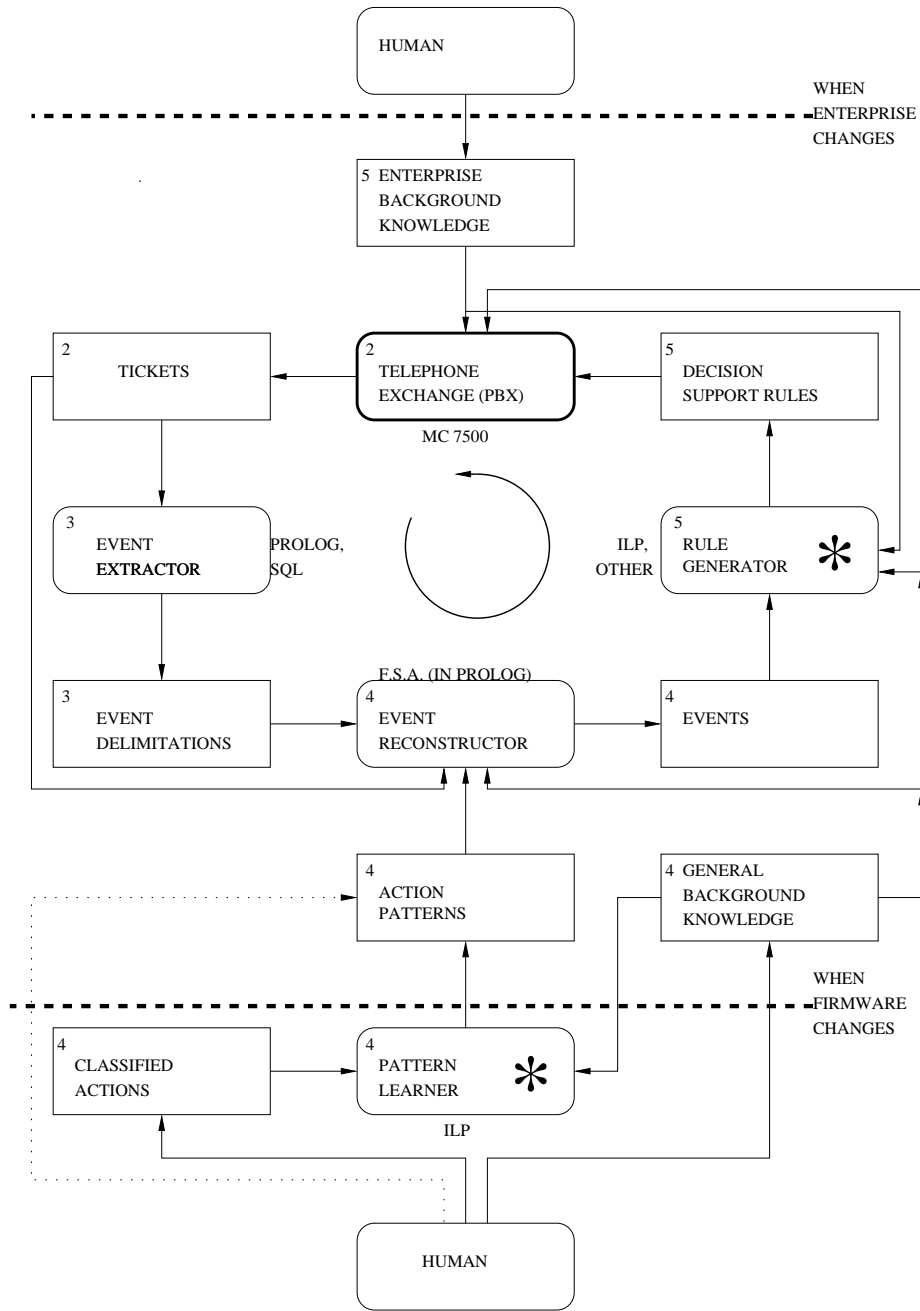 HUMAN
WHEN
ENTERPRISE
CHANGES
5 ENTERPRISE
BACKGROUND
KNOWLEDGE
2
TICKETS
2
TELEPHONE
EXCHANGE (PBX)
MC 7500
5
DECISION
SUPPORT RULES
3
EVENT
EXTRACTOR
PROLOG,
SQL
ILP,
OTHER
5
RULE
GENERATOR
*
3
EVENT
DELIMITATIONS
F.S.A. (IN PROLOG)
4
EVENT
RECONSTRUCTOR
4
EVENTS
4
ACTION
PATTERNS
4 GENERAL
BACKGROUND
KNOWLEDGE
WHEN
FIRMWARE
CHANGES
4
CLASSIFIED
ACTIONS
4
PATTERN
LEARNER
*
ILP
HUMAN